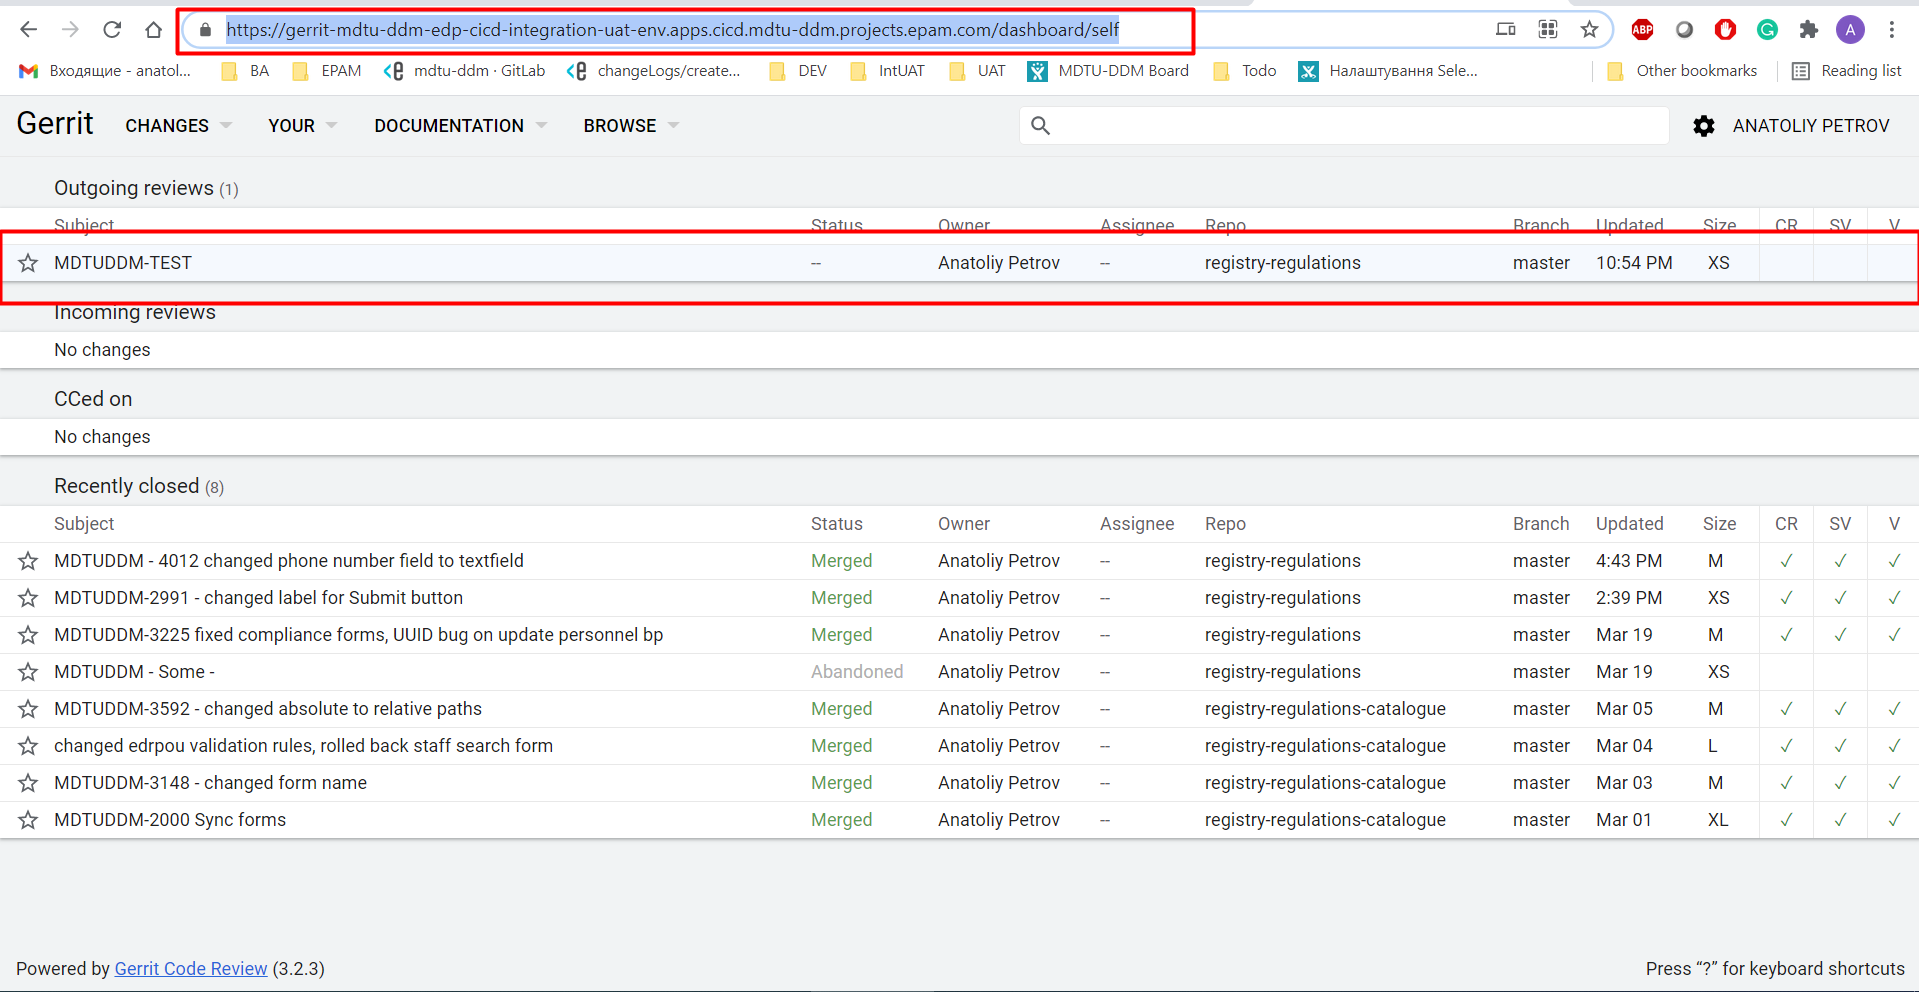 https://gerrit-mdtu-ddm-edp-cicd-integration-uat-env.apps.cicd.mdtu-ddm.projects.epam.com/dashboard/self ABP A
Входящие - anatol... BA EPAM mdtu-ddm · GitLab changeLogs/create... DEV IntUAT UAT MDTU-DDM Board Todo Налаштування Sele... Other bookmarks Reading list
Gerrit CHANGES YOUR DOCUMENTATION BROWSE ANATOLIY PETROV
Outgoing reviews (1)
Subject Status Owner Assignee Repo Branch Updated Size CR SV V
MDTUDDM-TEST -- Anatoliy Petrov -- registry-regulations master 10:54 PM XS
Incoming reviews
No changes
CCed on
No changes
Recently closed (8)
Subject Status Owner Assignee Repo Branch Updated Size CR SV V
MDTUDDM - 4012 changed phone number field to textfield Merged Anatoliy Petrov -- registry-regulations master 4:43 PM M ✓ ✓ ✓
MDTUDDM-2991 - changed label for Submit button Merged Anatoliy Petrov -- registry-regulations master 2:39 PM XS ✓ ✓ ✓
MDTUDDM-3225 fixed compliance forms, UUID bug on update personnel bp Merged Anatoliy Petrov -- registry-regulations master Mar 19 M ✓ ✓ ✓
MDTUDDM - Some - Abandoned Anatoliy Petrov -- registry-regulations master Mar 19 XS
MDTUDDM-3592 - changed absolute to relative paths Merged Anatoliy Petrov -- registry-regulations-catalogue master Mar 05 M ✓ ✓ ✓
changed edrpou validation rules, rolled back staff search form Merged Anatoliy Petrov -- registry-regulations-catalogue master Mar 04 L ✓ ✓ ✓
MDTUDDM-3148 - changed form name Merged Anatoliy Petrov -- registry-regulations-catalogue master Mar 03 M ✓ ✓ ✓
MDTUDDM-2000 Sync forms Merged Anatoliy Petrov -- registry-regulations-catalogue master Mar 01 XL ✓ ✓ ✓
Powered by Gerrit Code Review (3.2.3) Press “?” for keyboard shortcuts